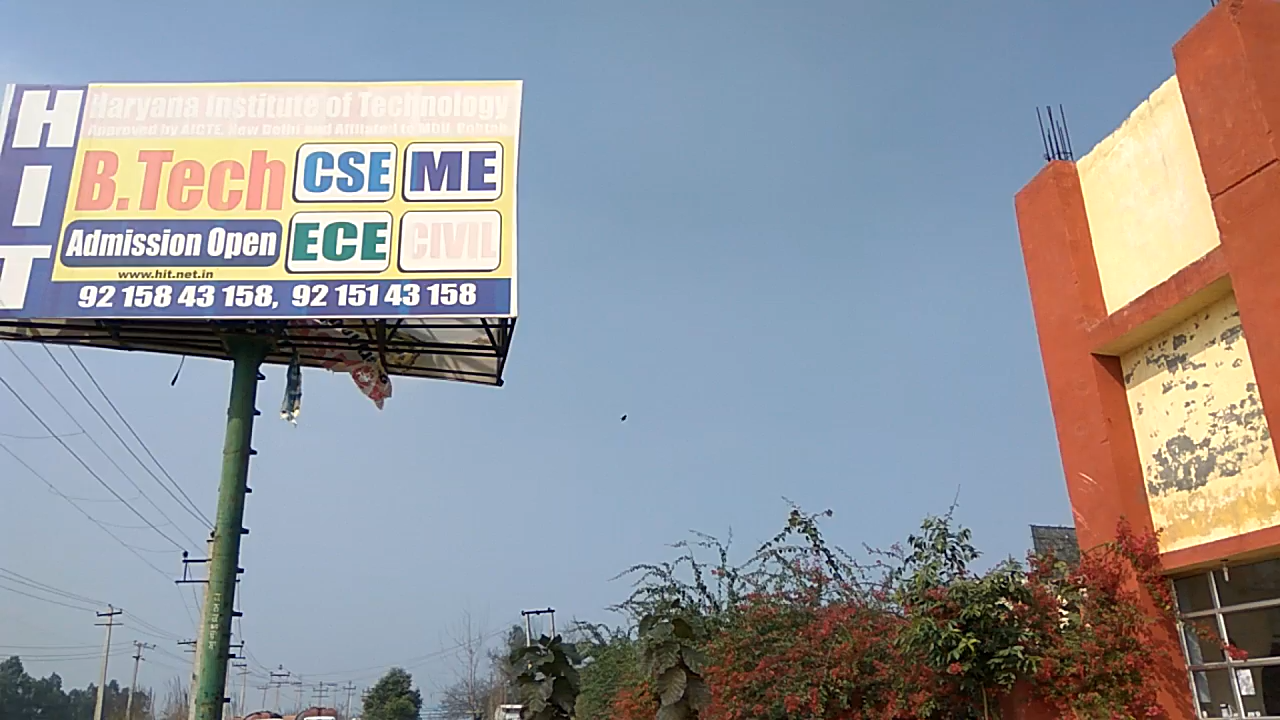 HIT
Haryana Institute of Technology
Approved by AICTE, New Delhi and Affiliated to MDU, Rohtak
B.Tech CSE ME
Admission Open ECE CIVIL
www.hit.net.in
92 158 43 158, 92 151 43 158